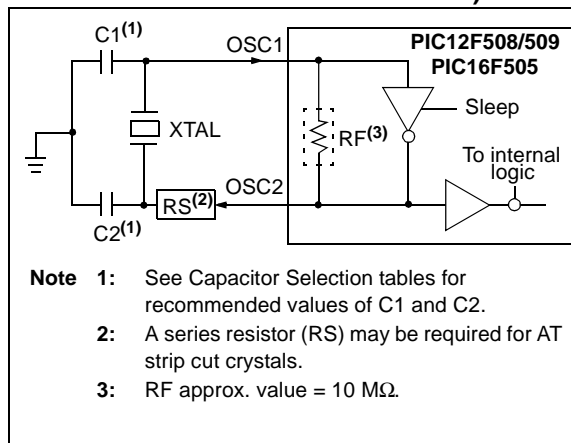 C1(1)
OSC1
PIC12F508/509
PIC16F505
Sleep
XTAL
RF(3)
To internal
logic
OSC2
RS(2)
C2(1)
Note 1: See Capacitor Selection tables for
recommended values of C1 and C2.
2: A series resistor (RS) may be required for AT
strip cut crystals.
3: RF approx. value = 10 MΩ.